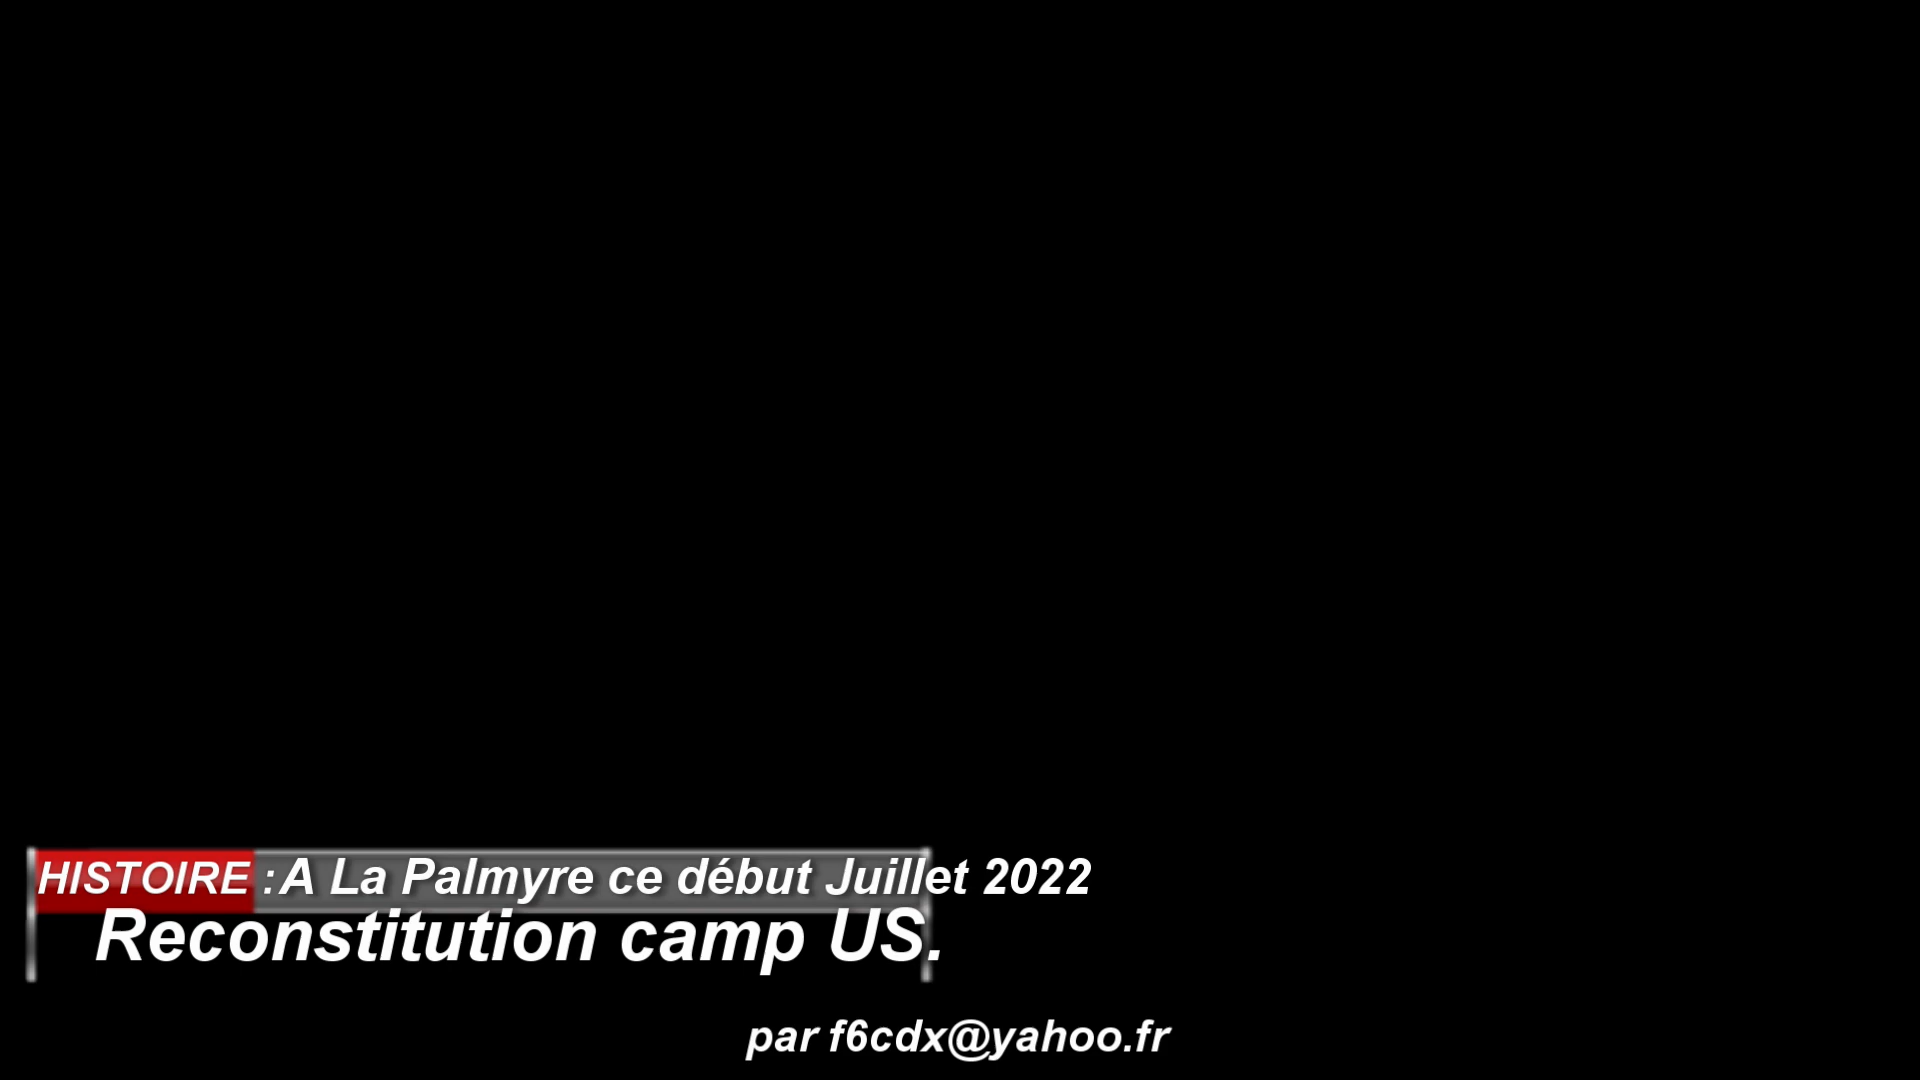 HISTOIRE : A La Palmyre ce début Juillet 2022
Reconstitution camp US.
par f6cdx@yahoo.fr